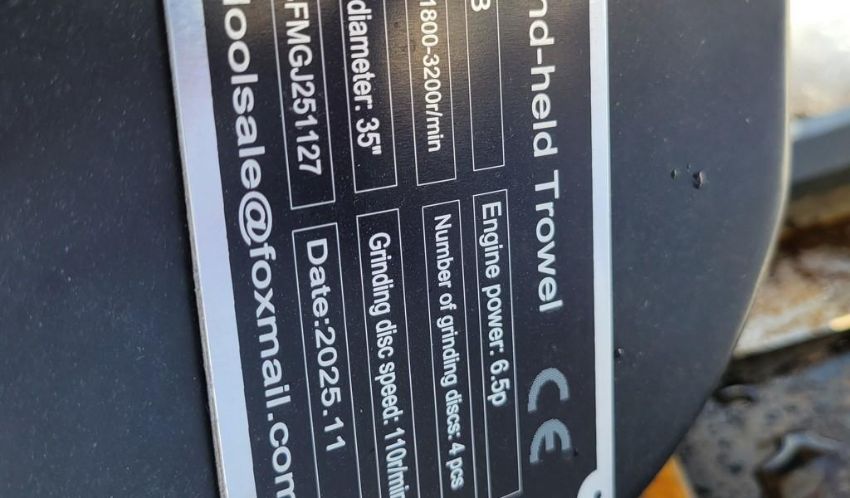 nd-held Trowel CE
3
Engine power: 6.5p
1800-3200r/min
Number of grinding discs: 4 pcs
diameter: 35"
Grinding disc speed: 110r/min
FMGJ251127
Date:2025.11
oolsale@foxmail.com